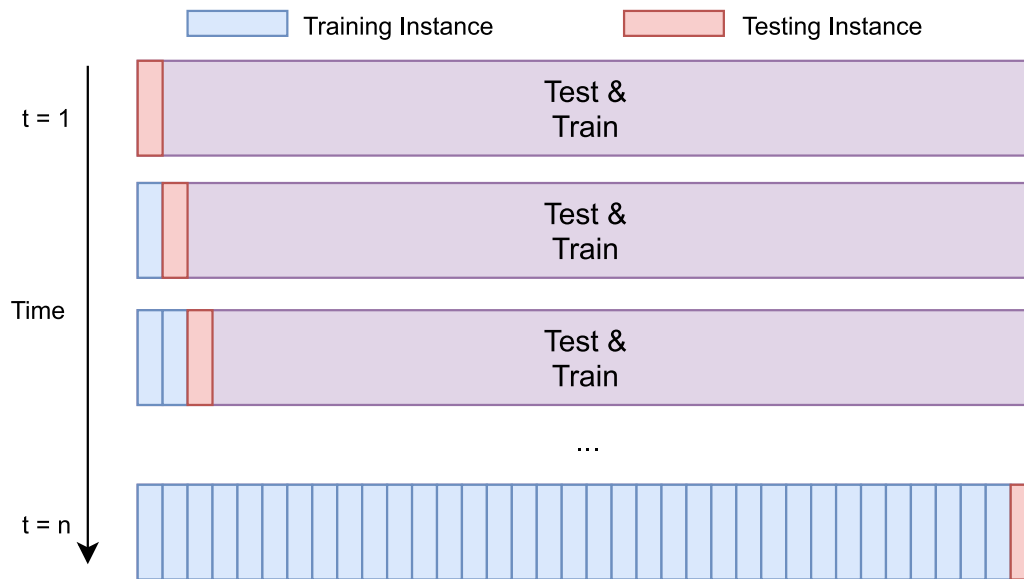 Training Instance
Testing Instance
t = 1
Test &
Train
Test &
Train
Time
Test &
Train
...
t = n